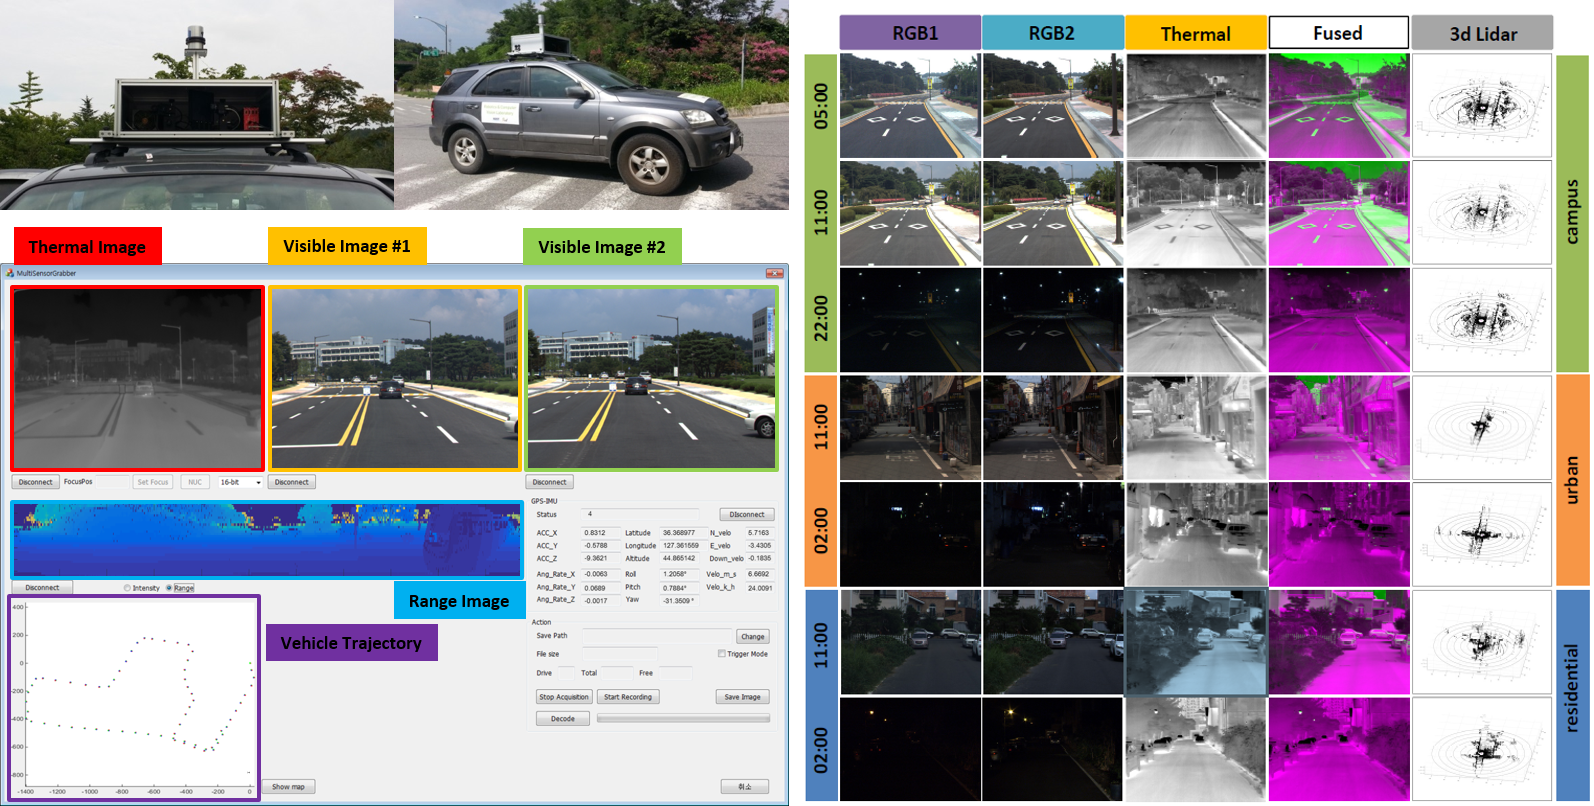 Thermal Image
Visible Image #1
Visible Image #2
MultiSensorGrabber
Disconnect
FocusPos
Set Focus
NUC
16-bit
Disconnect
Disconnect
GPS-IMU
Status 4 Disconnect
ACC_X 0.8312 Latitude 36.368977 N_velo 5.7163
ACC_Y -0.5788 Longitude 127.361559 E_velo -3.4305
ACC_Z -9.3621 Altitude 44.865142 Down_velo -0.1835
Ang_Rate_X -0.0063 Roll 1.2058° Velo_m_s 6.6692
Ang_Rate_Y 0.0689 Pitch 0.7884° Velo_k_h 24.0091
Ang_Rate_Z -0.0017 Yaw -31.3509°
Disconnect
Intensity
Range
Range Image
Vehicle Trajectory
400
200
0
-200
-400
-600
-800
-1400 -1200 -1000 -800 -600 -400 -200 0
Show map
Action
Save Path
Change
File size
Trigger Mode
Drive Total Free
Stop Acquisition
Start Recording
Save Image
Decode
취소
RGB1 RGB2 Thermal Fused 3d Lidar
05:00
11:00
22:00
campus
11:00
02:00
urban
11:00
02:00
residential